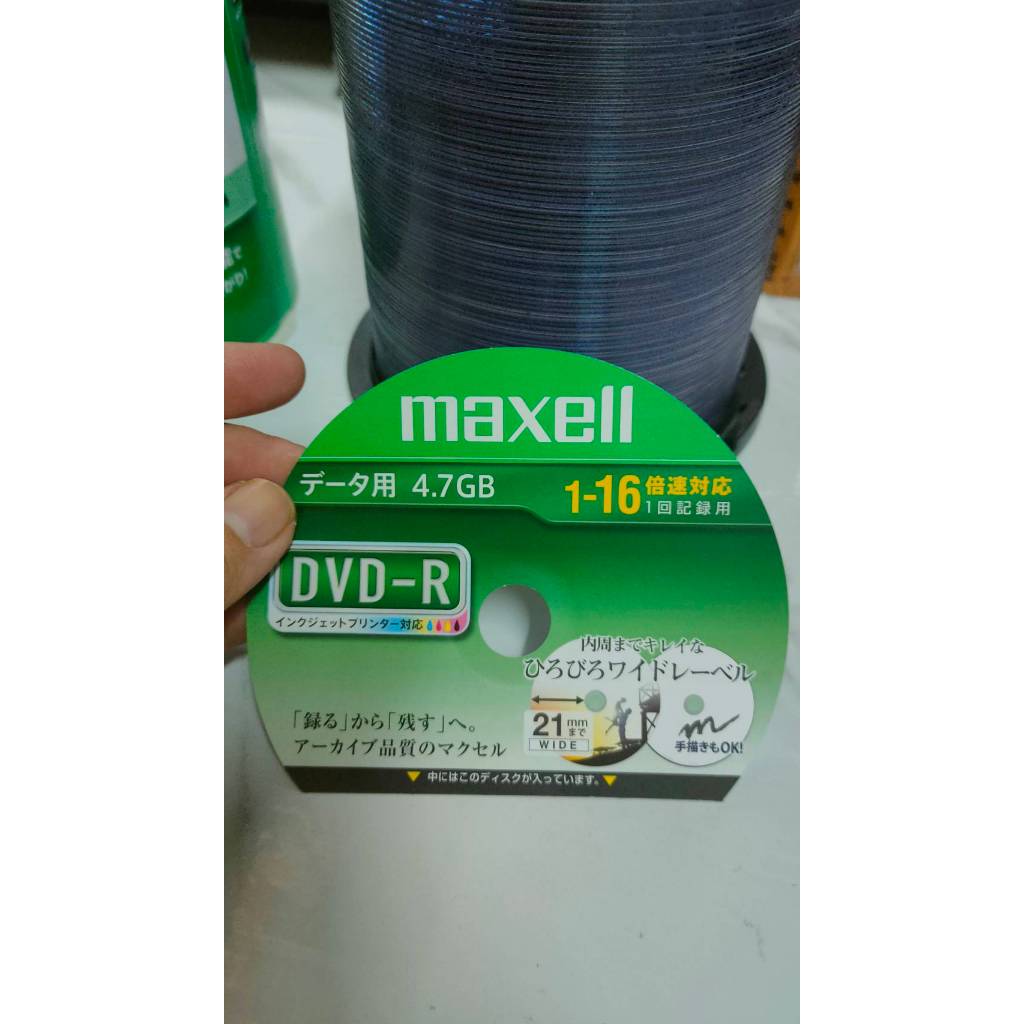 maxell
データ用 4.7GB
1-16倍速対応
1回記録用
DVD-R
インクジェットプリンター対応
内周までキレイな
ひろびろワイドレーベル
21mmまで
WIDE
手描きもOK!
「録る」から「残す」へ。
アーカイブ品質のマクセル
中にはこのディスクが入っています。